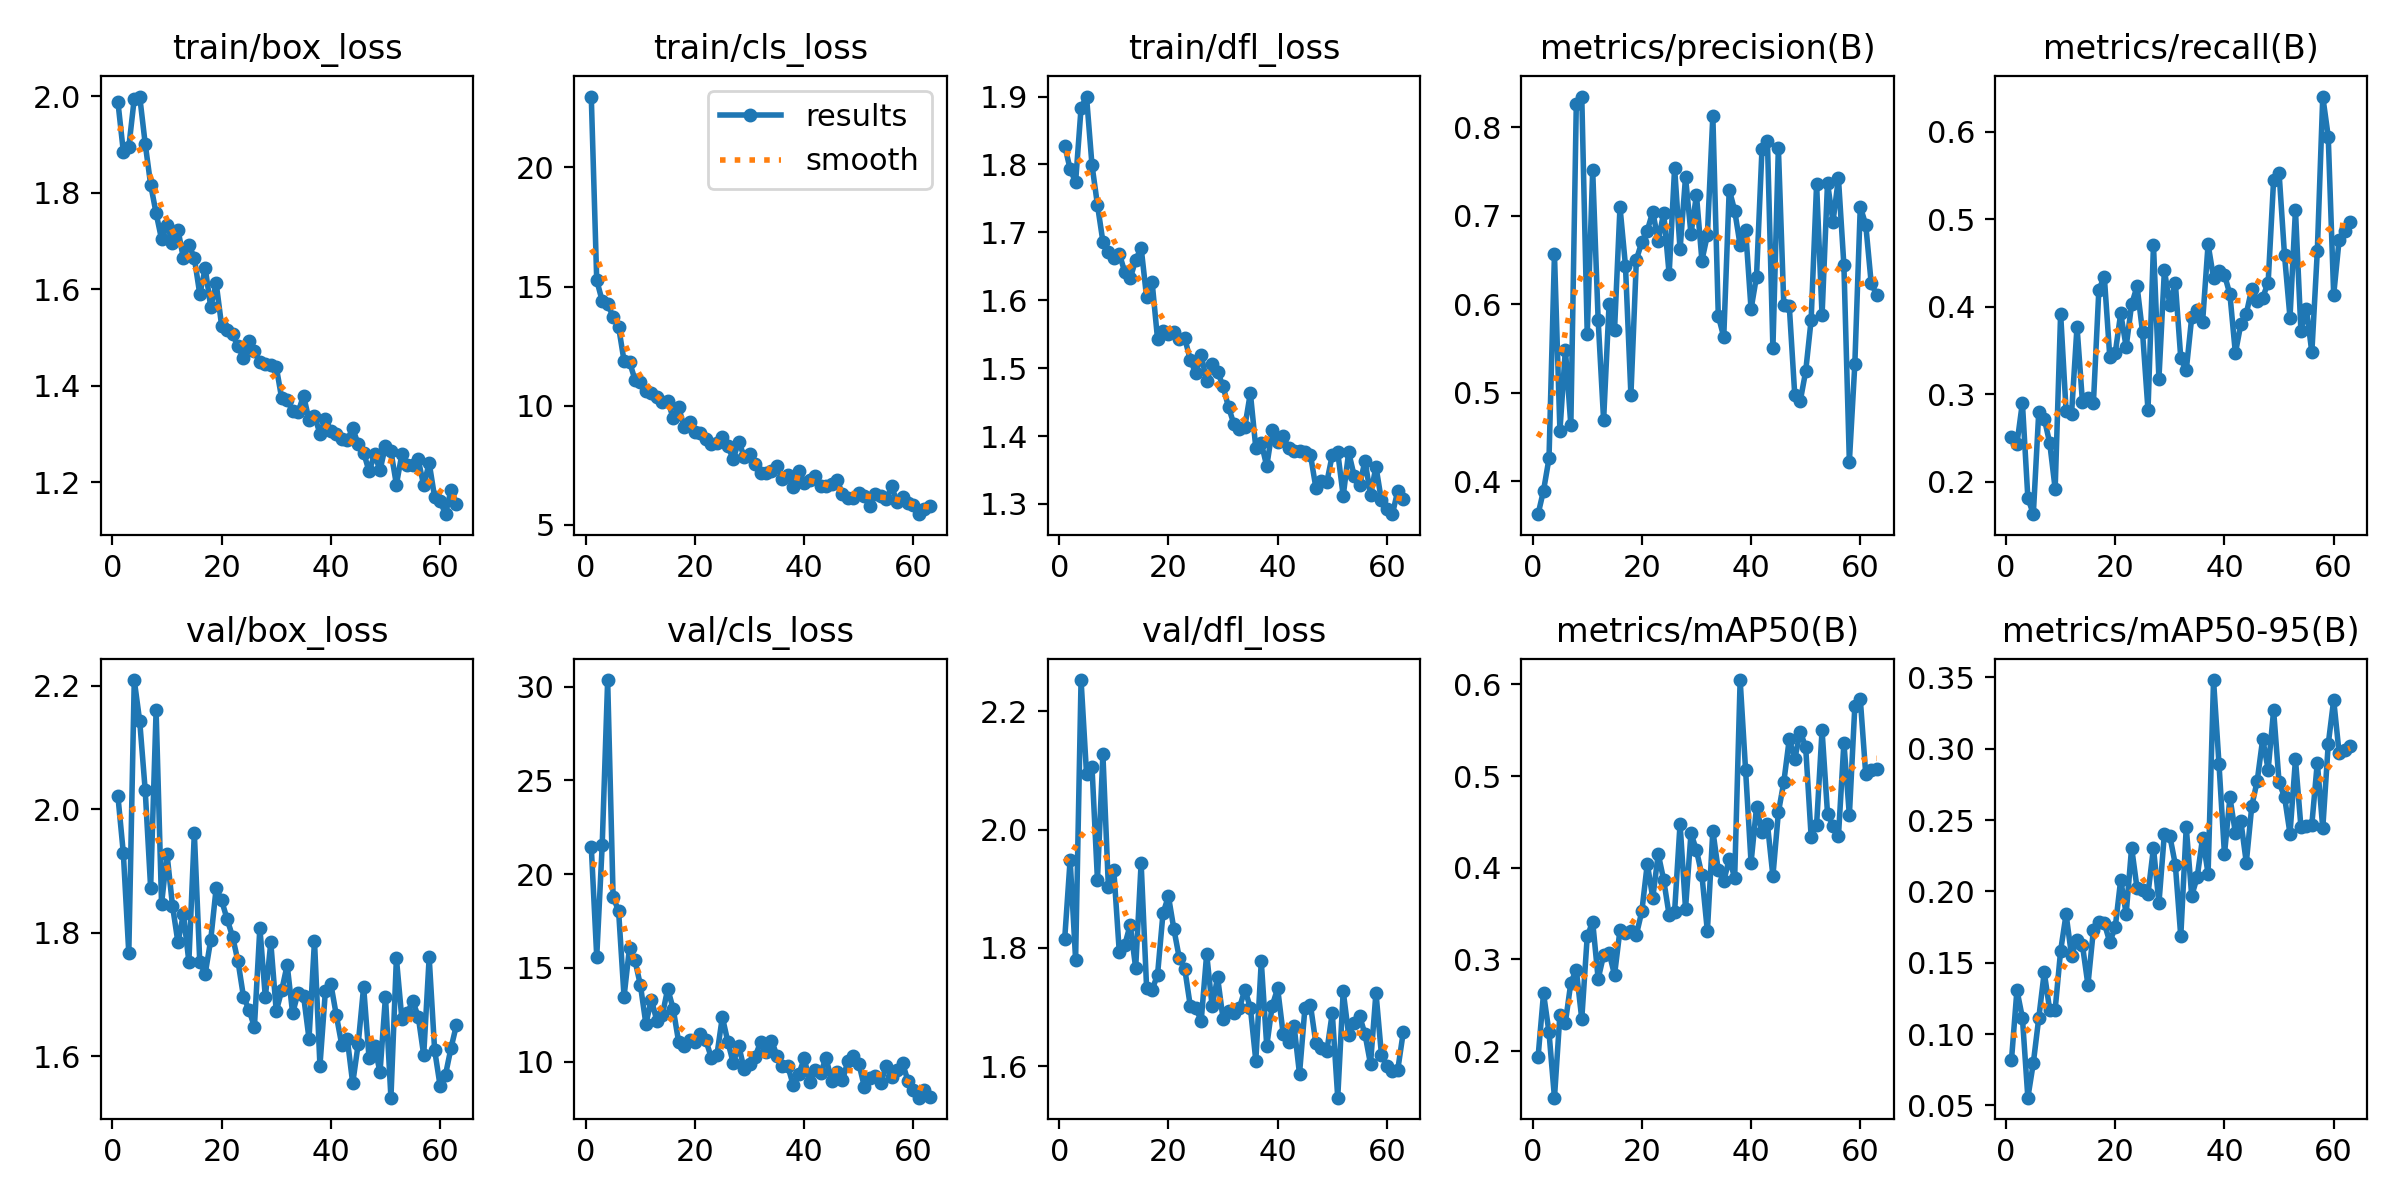 train/box_loss
2.0
1.8
1.6
1.4
1.2
0 20 40 60
train/cls_loss
results
smooth
20
15
10
5
0 20 40 60
train/dfl_loss
1.9
1.8
1.7
1.6
1.5
1.4
1.3
0 20 40 60
metrics/precision(B)
0.8
0.7
0.6
0.5
0.4
0 20 40 60
metrics/recall(B)
0.6
0.5
0.4
0.3
0.2
0 20 40 60
val/box_loss
2.2
2.0
1.8
1.6
0 20 40 60
val/cls_loss
30
25
20
15
10
0 20 40 60
val/dfl_loss
2.2
2.0
1.8
1.6
0 20 40 60
metrics/mAP50(B)
0.6
0.5
0.4
0.3
0.2
0 20 40 60
metrics/mAP50-95(B)
0.35
0.30
0.25
0.20
0.15
0.10
0.05
0 20 40 60